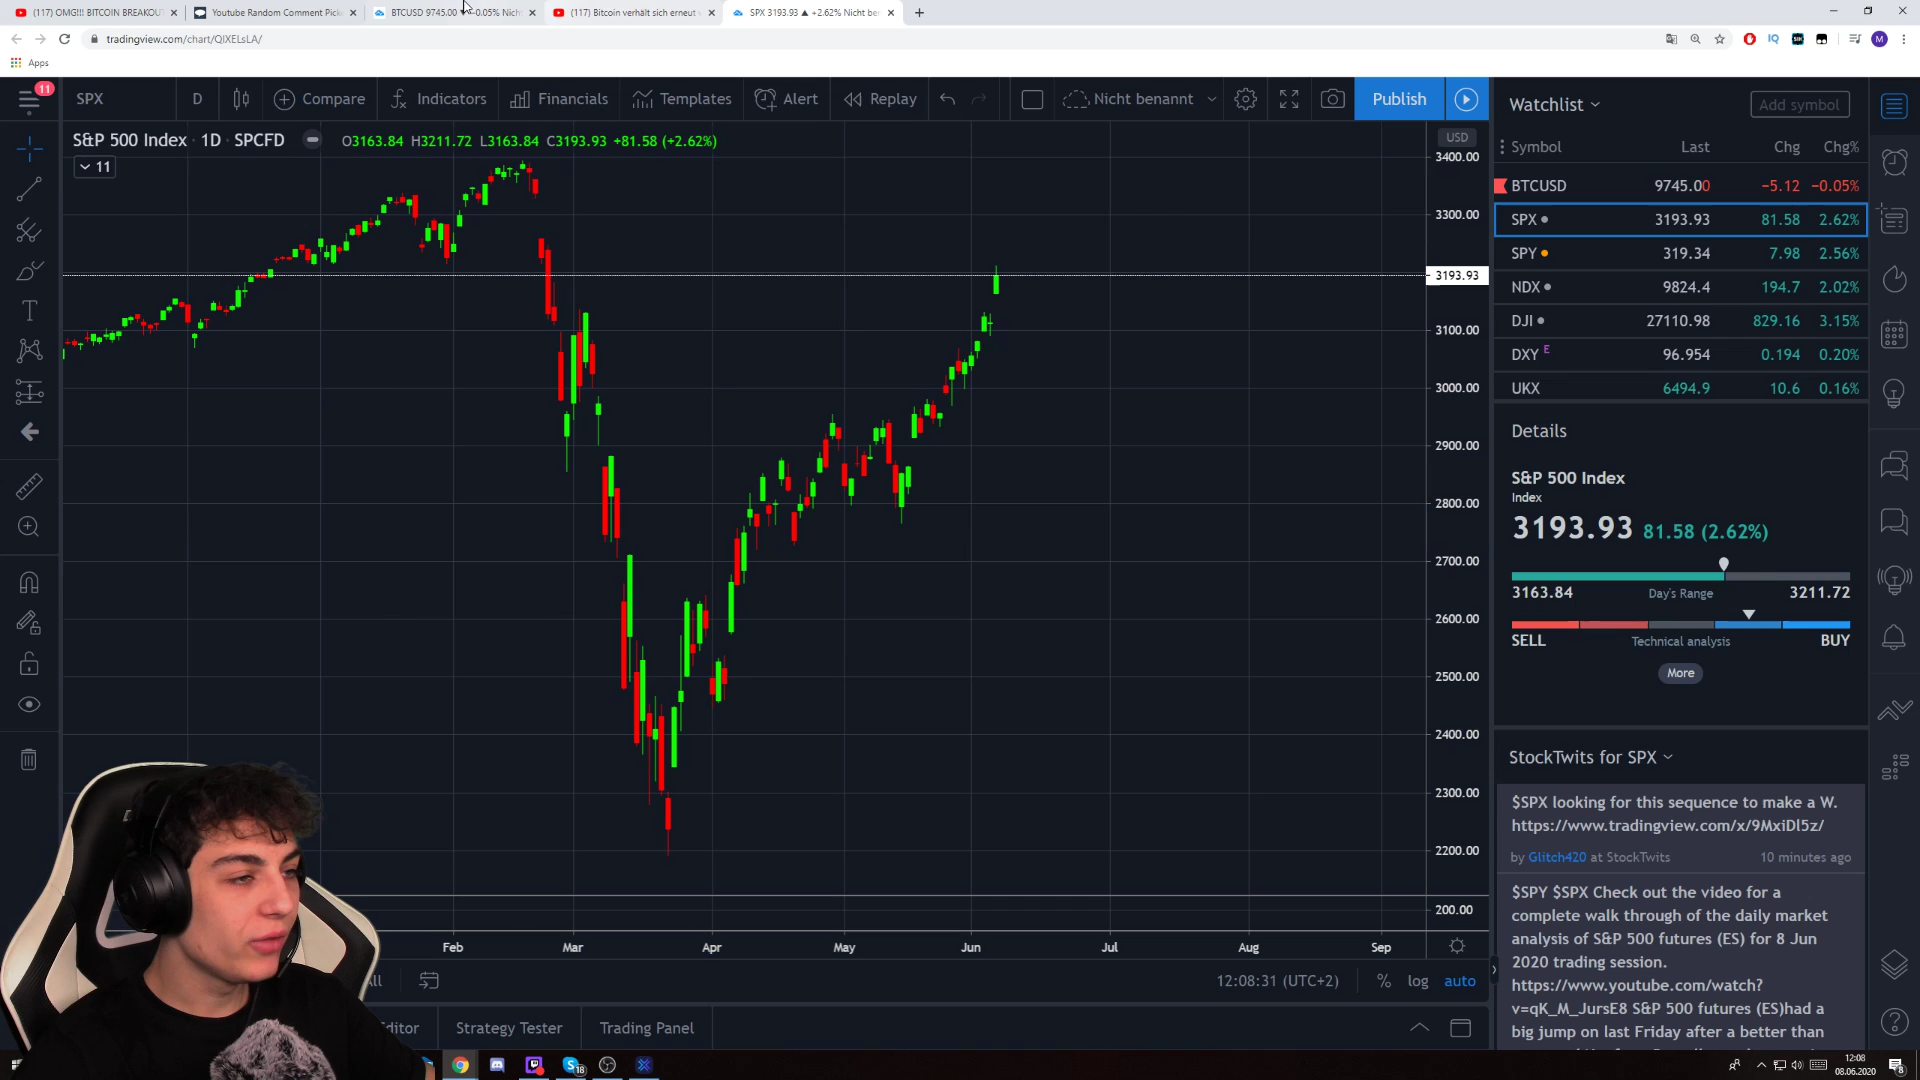 (117) OMG!!! BITCOIN BREAKOU
Youtube Random Comment Pick
BTCUSD 9745.00 ▼ −0.05% Nich
(117) Bitcoin verhält sich erneut
SPX 3193.93 ▲ +2.62% Nicht be
tradingview.com/chart/QIXELsLA/
Apps
11
SPX
D
Compare
Indicators
Financials
Templates
Alert
Replay
Nicht benannt
Publish
S&P 500 Index · 1D · SPCFD
O3163.84 H3211.72 L3163.84 C3193.93 +81.58 (+2.62%)
11
USD
3400.00
3300.00
3193.93
3100.00
3000.00
2900.00
2800.00
2700.00
2600.00
2500.00
2400.00
2300.00
2200.00
200.00
Feb Mar Apr May Jun Jul Aug Sep
12:08:31 (UTC+2)
% log auto
Strategy Tester
Trading Panel
Watchlist
Add symbol
Symbol Last Chg Chg%
BTCUSD 9745.00 −5.12 −0.05%
SPX 3193.93 81.58 2.62%
SPY 319.34 7.98 2.56%
NDX 9824.4 194.7 2.02%
DJI 27110.98 829.16 3.15%
DXY E 96.954 0.194 0.20%
UKX 6494.9 10.6 0.16%
Details
S&P 500 Index
Index
3193.93 81.58 (2.62%)
3163.84 Day's Range 3211.72
SELL Technical analysis BUY
More
StockTwits for SPX
$SPX looking for this sequence to make a W.
https://www.tradingview.com/x/9MxiDl5z/
by Glitch420 at StockTwits 10 minutes ago
$SPY $SPX Check out the video for a
complete walk through of the daily market
analysis of S&P 500 futures (ES) for 8 Jun
2020 trading session.
https://www.youtube.com/watch?
v=qK_M_JursE8 S&P 500 futures (ES)had a
big jump on last Friday after a better than
18
12:08
08.06.2020
8